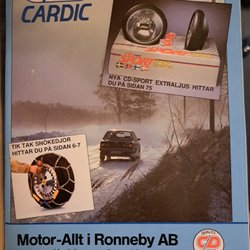 CARDIC
NYA CD-SPORT EXTRALJUS HITTAR
DU PÅ SIDAN 75
TIK TAK SNÖKEDJOR
HITTAR DU PÅ SIDAN 6-7
Motor-Allt i Ronneby AB